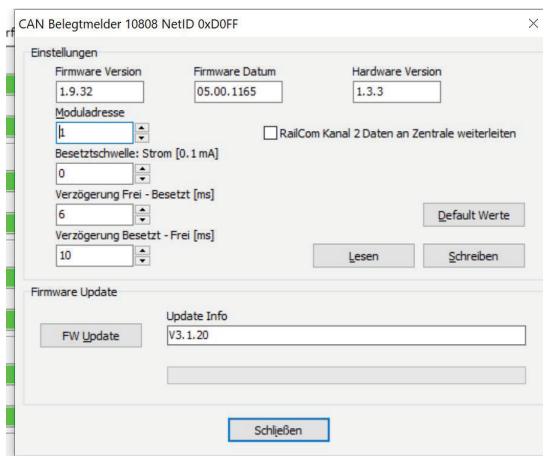 rf
CAN Belegtmelder 10808 NetID 0xD0FF
Einstellungen
Firmware Version Firmware Datum Hardware Version
1.9.32 05.00.1165 1.3.3
Moduladresse
1 RailCom Kanal 2 Daten an Zentrale weiterleiten
Besetztschwelle: Strom [0.1mA]
0
Verzögerung Frei - Besetzt [ms]
6 Default Werte
Verzögerung Besetzt - Frei [ms]
10 Lesen Schreiben
Firmware Update
Update Info
FW Update V3.1.20
Schließen